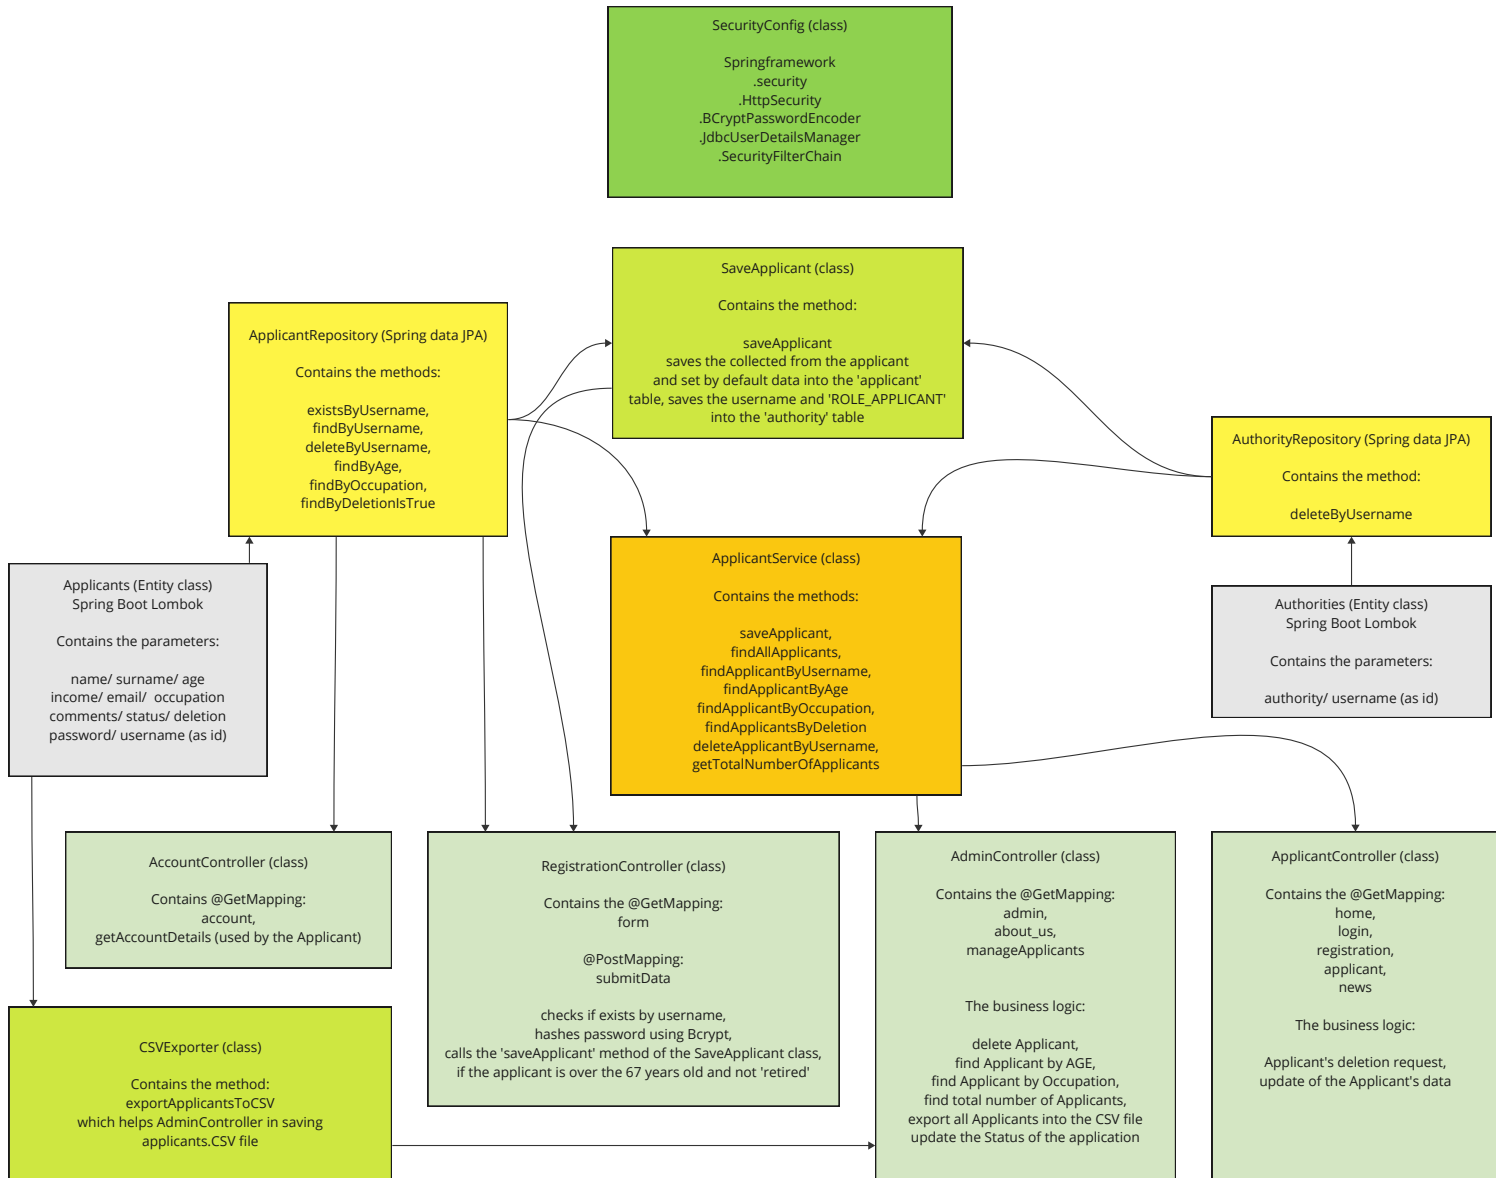 SecurityConfig (class)
Springframework
.security
.HttpSecurity
.BCryptPasswordEncoder
.JdbcUserDetailsManager
.SecurityFilterChain
SaveApplicant (class)
Contains the method:
saveApplicant
saves the collected from the applicant
and set by default data into the 'applicant'
table, saves the username and 'ROLE_APPLICANT'
into the 'authority' table
ApplicantRepository (Spring data JPA)
Contains the methods:
existsByUsername,
findByUsername,
deleteByUsername,
findByAge,
findByOccupation,
findByDeletionIsTrue
AuthorityRepository (Spring data JPA)
Contains the method:
deleteByUsername
Applicants (Entity class)
Spring Boot Lombok
Contains the parameters:
name/ surname/ age
income/ email/  occupation
comments/ status/ deletion
password/ username (as id)
ApplicantService (class)
Contains the methods:
saveApplicant,
findAllApplicants,
findApplicantByUsername,
findApplicantByAge
findApplicantByOccupation,
findApplicantsByDeletion
deleteApplicantByUsername,
getTotalNumberOfApplicants
Authorities (Entity class)
Spring Boot Lombok
Contains the parameters:
authority/ username (as id)
AccountController (class)
Contains @GetMapping:
account,
getAccountDetails (used by the Applicant)
RegistrationController (class)
Contains the @GetMapping:
form
@PostMapping:
submitData
checks if exists by username,
hashes password using Bcrypt,
calls the 'saveApplicant' method of the SaveApplicant class,
if the applicant is over the 67 years old and not 'retired'
AdminController (class)
Contains the @GetMapping:
admin,
about_us,
manageApplicants
The business logic:
delete Applicant,
find Applicant by AGE,
find Applicant by Occupation,
find total number of Applicants,
export all Applicants into the CSV file
update the Status of the application
ApplicantController (class)
Contains the @GetMapping:
home,
login,
registration,
applicant,
news
The business logic:
Applicant's deletion request,
update of the Applicant's data
CSVExporter (class)
Contains the method:
exportApplicantsToCSV
which helps AdminController in saving
applicants.CSV file